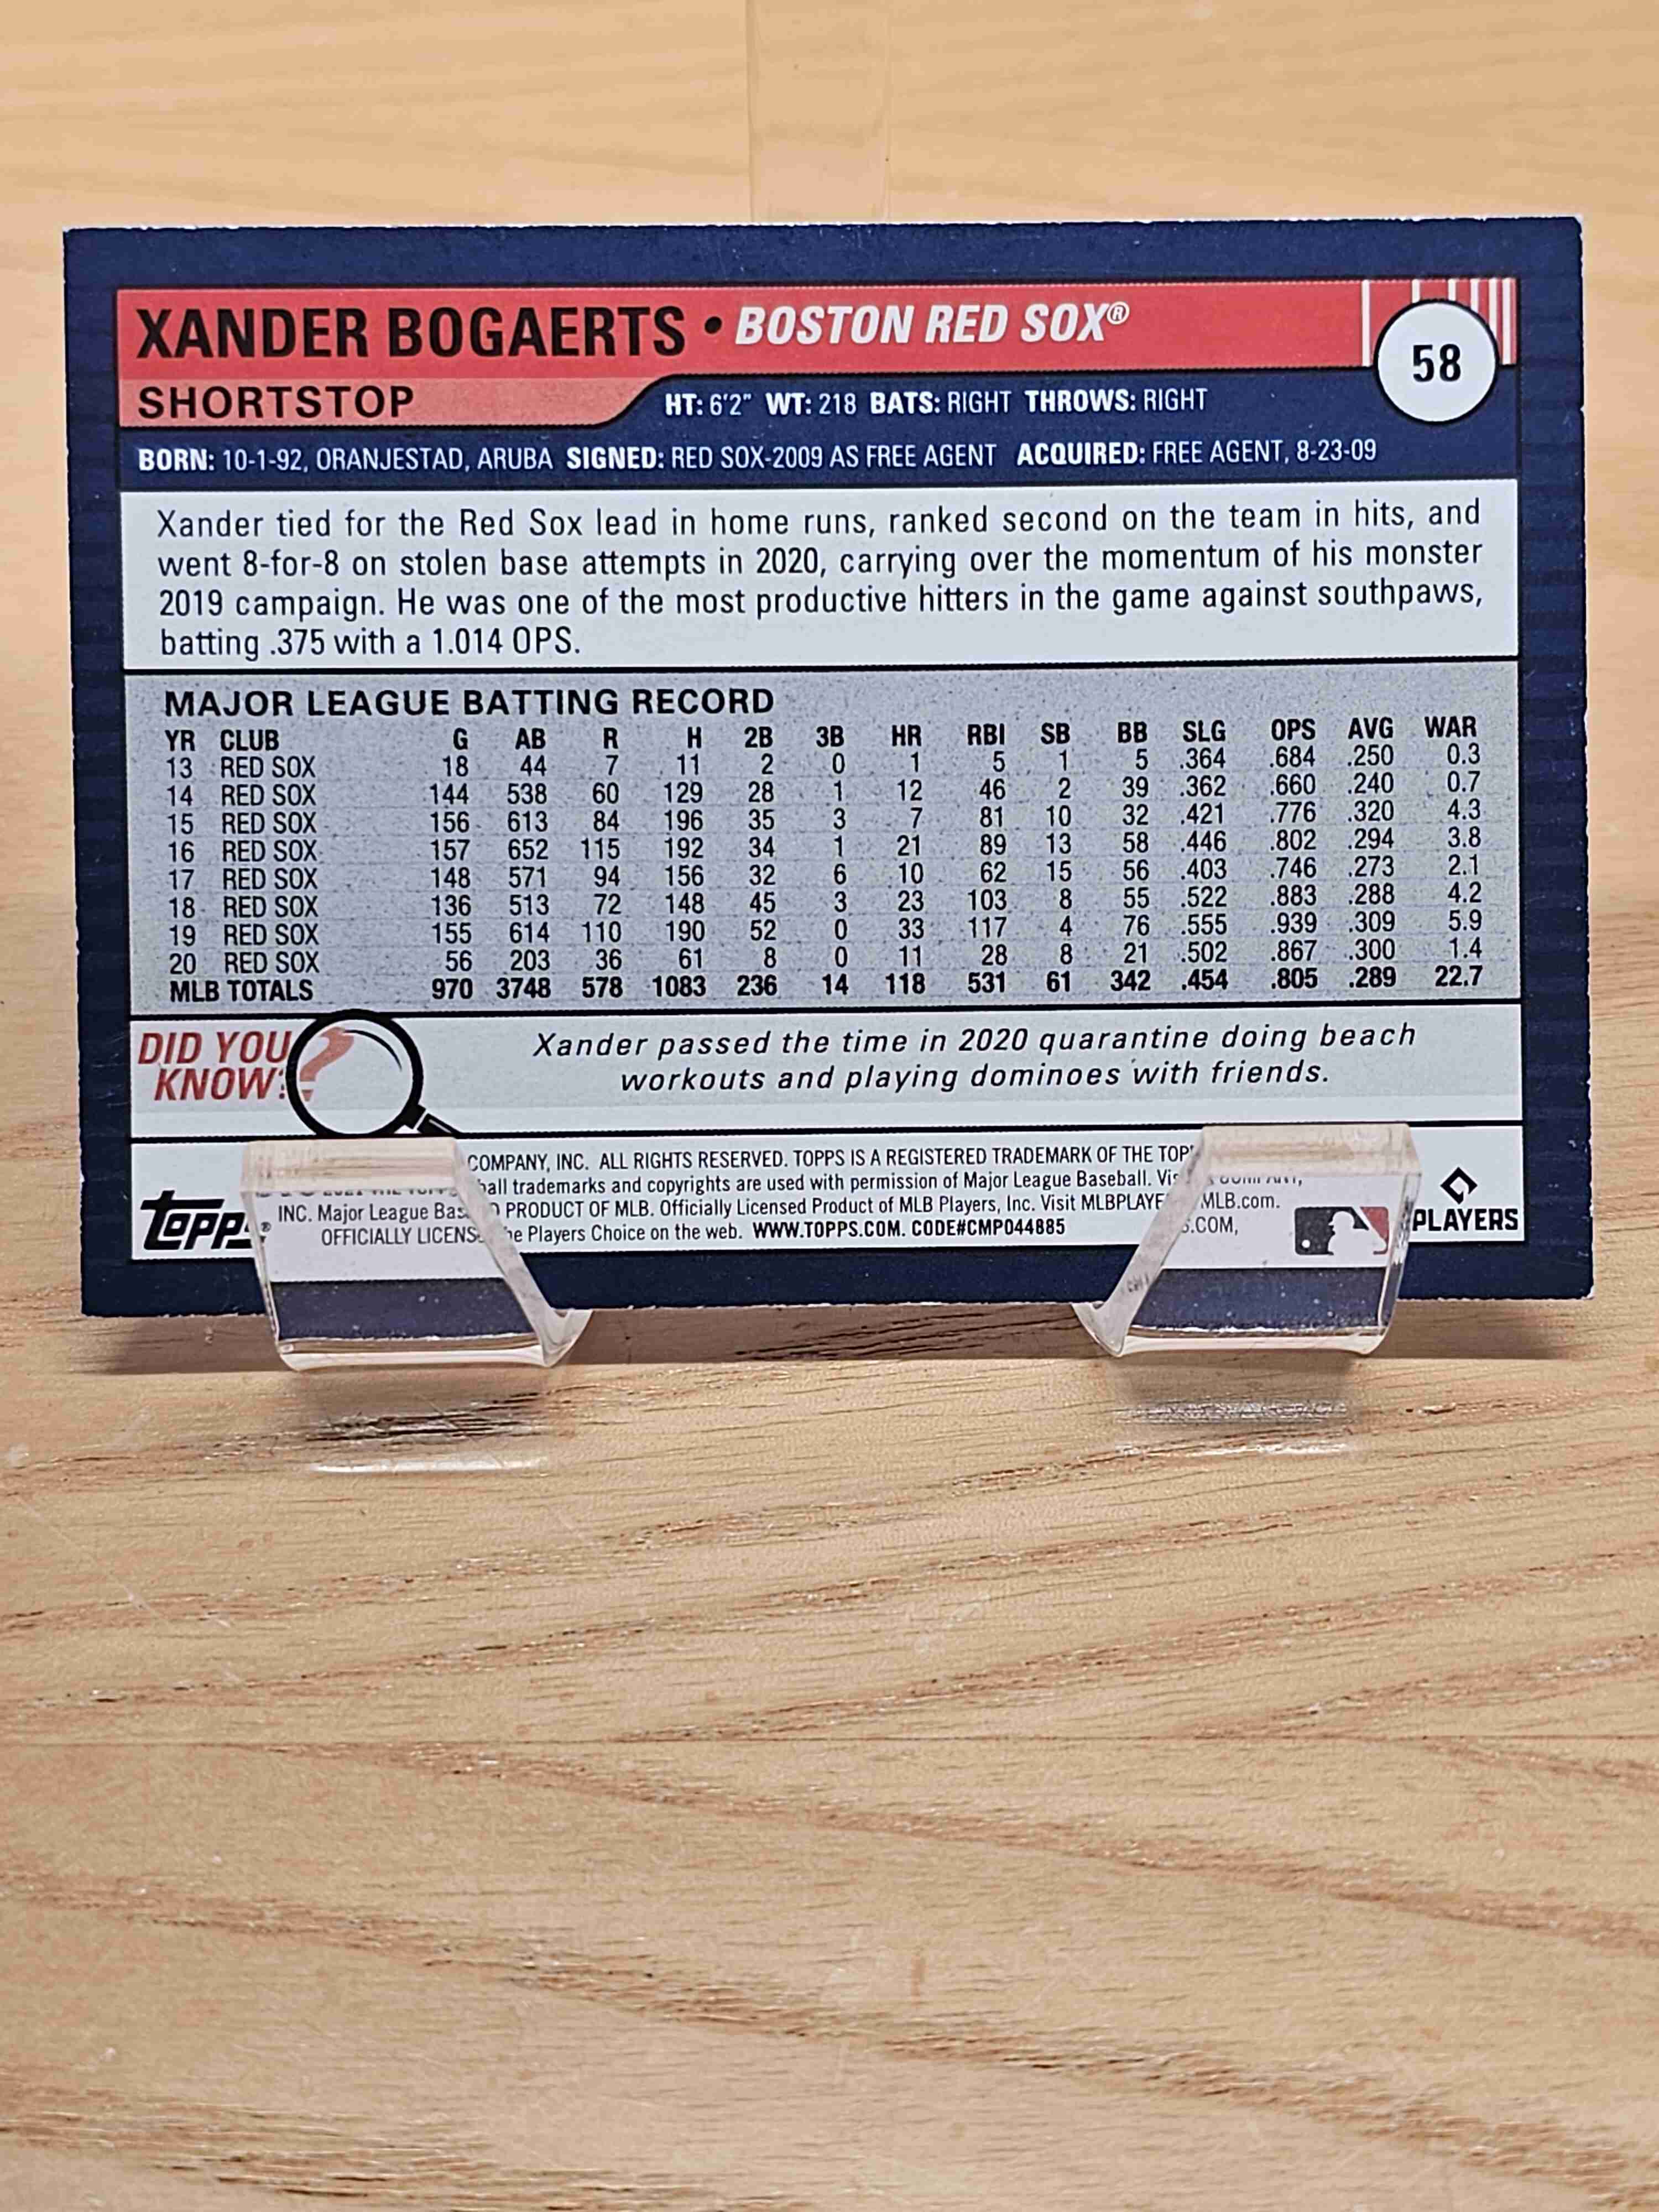 XANDER BOGAERTS • BOSTON RED SOX®
58
SHORTSTOP
HT: 6'2" WT: 218 BATS: RIGHT THROWS: RIGHT
BORN: 10-1-92, ORANJESTAD, ARUBA SIGNED: RED SOX-2009 AS FREE AGENT ACQUIRED: FREE AGENT, 8-23-09
Xander tied for the Red Sox lead in home runs, ranked second on the team in hits, and
went 8-for-8 on stolen base attempts in 2020, carrying over the momentum of his monster
2019 campaign. He was one of the most productive hitters in the game against southpaws,
batting .375 with a 1.014 OPS.
MAJOR LEAGUE BATTING RECORD
YR CLUB G AB R H 2B 3B HR RBI SB BB SLG OPS AVG WAR
13 RED SOX 18 44 7 11 2 0 1 5 1 5 .364 .684 .250 0.3
14 RED SOX 144 538 60 129 28 1 12 46 2 39 .362 .660 .240 0.7
15 RED SOX 156 613 84 196 35 3 7 81 10 32 .421 .776 .320 4.3
16 RED SOX 157 652 115 192 34 1 21 89 13 58 .446 .802 .294 3.8
17 RED SOX 148 571 94 156 32 6 10 62 15 56 .403 .746 .273 2.1
18 RED SOX 136 513 72 148 45 3 23 103 8 55 .522 .883 .288 4.2
19 RED SOX 155 614 110 190 52 0 33 117 4 76 .555 .939 .309 5.9
20 RED SOX 56 203 36 61 8 0 11 28 8 21 .502 .867 .300 1.4
MLB TOTALS 970 3748 578 1083 236 14 118 531 61 342 .454 .805 .289 22.7
DID YOU
KNOW?
Xander passed the time in 2020 quarantine doing beach
workouts and playing dominoes with friends.
COMPANY, INC. ALL RIGHTS RESERVED. TOPPS IS A REGISTERED TRADEMARK OF THE
trademarks and copyrights are used with permission of Major League Baseball.
INC. Major League PRODUCT OF MLB. Officially Licensed Product of MLB Players, Inc. Visit MLB.com.
OFFICIALLY Players Choice on the web. WWW.TOPPS.COM. CODE#CMP044885
topps®
PLAYERS